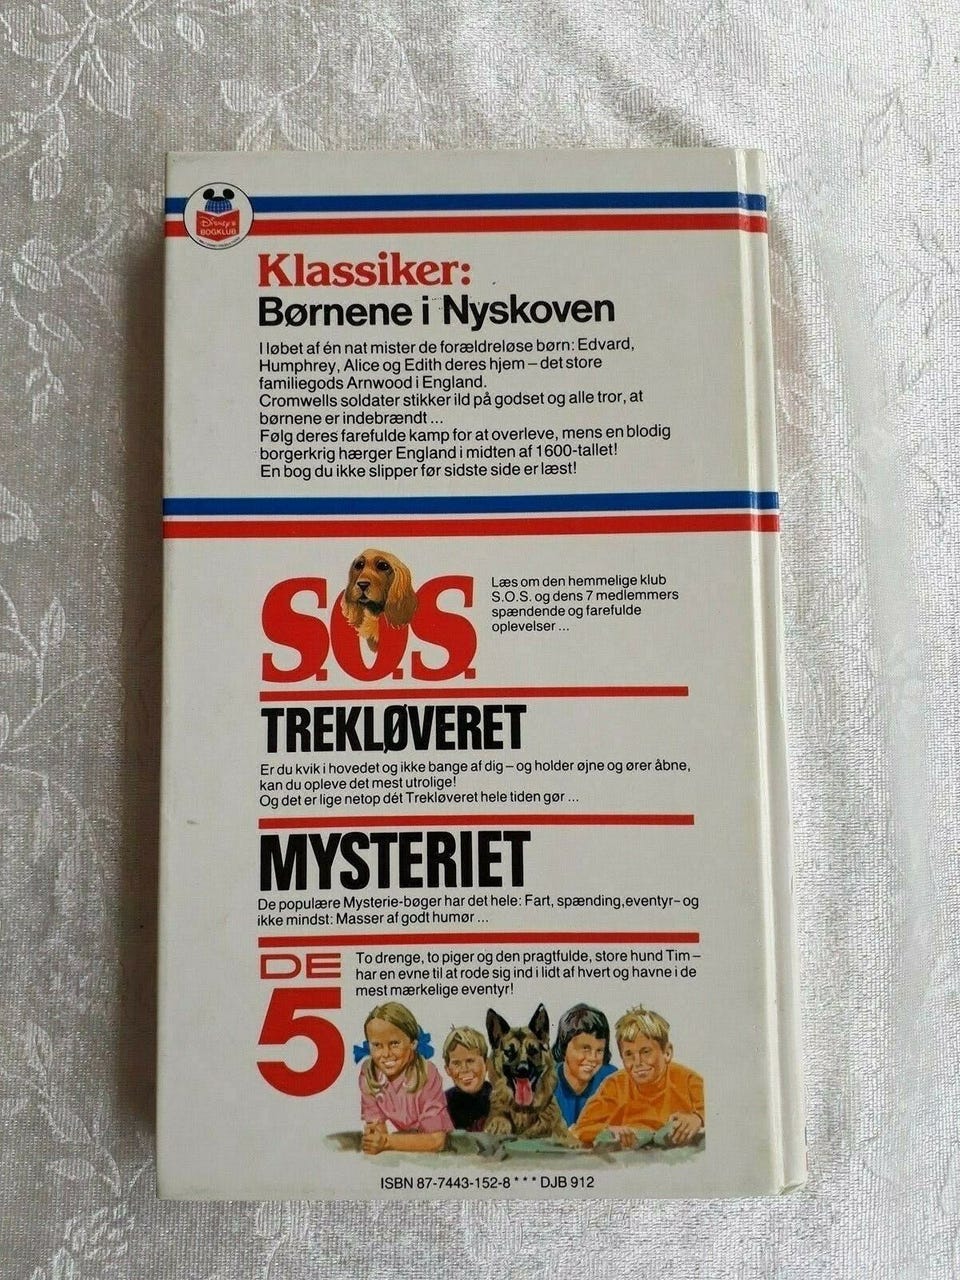 Disney's
BOGKLUB
Klassiker:
Børnene i Nyskoven
I løbet af én nat mister de forældreløse børn: Edvard,
Humphrey, Alice og Edith deres hjem – det store
familiegods Arnwood i England.
Cromwells soldater stikker ild på godset og alle tror, at
børnene er indebrændt ...
Følg deres farefulde kamp for at overleve, mens en blodig
borgerkrig hærger England i midten af 1600-tallet!
En bog du ikke slipper før sidste side er læst!
S.O.S.
Læs om den hemmelige klub
S.O.S. og dens 7 medlemmers
spændende og farefulde
oplevelser ...
TREKLØVERET
Er du kvik i hovedet og ikke bange af dig – og holder øjne og ører åbne,
kan du opleve det mest utrolige!
Og det er lige netop dét Trekløveret hele tiden gør ...
MYSTERIET
De populære Mysterie-bøger har det hele: Fart, spænding,eventyr– og
ikke mindst: Masser af godt humør ...
DE
5
To drenge, to piger og den pragtfulde, store hund Tim –
har en evne til at rode sig ind i lidt af hvert og havne i de
mest mærkelige eventyr!
ISBN 87-7443-152-8 * * * DJB 912